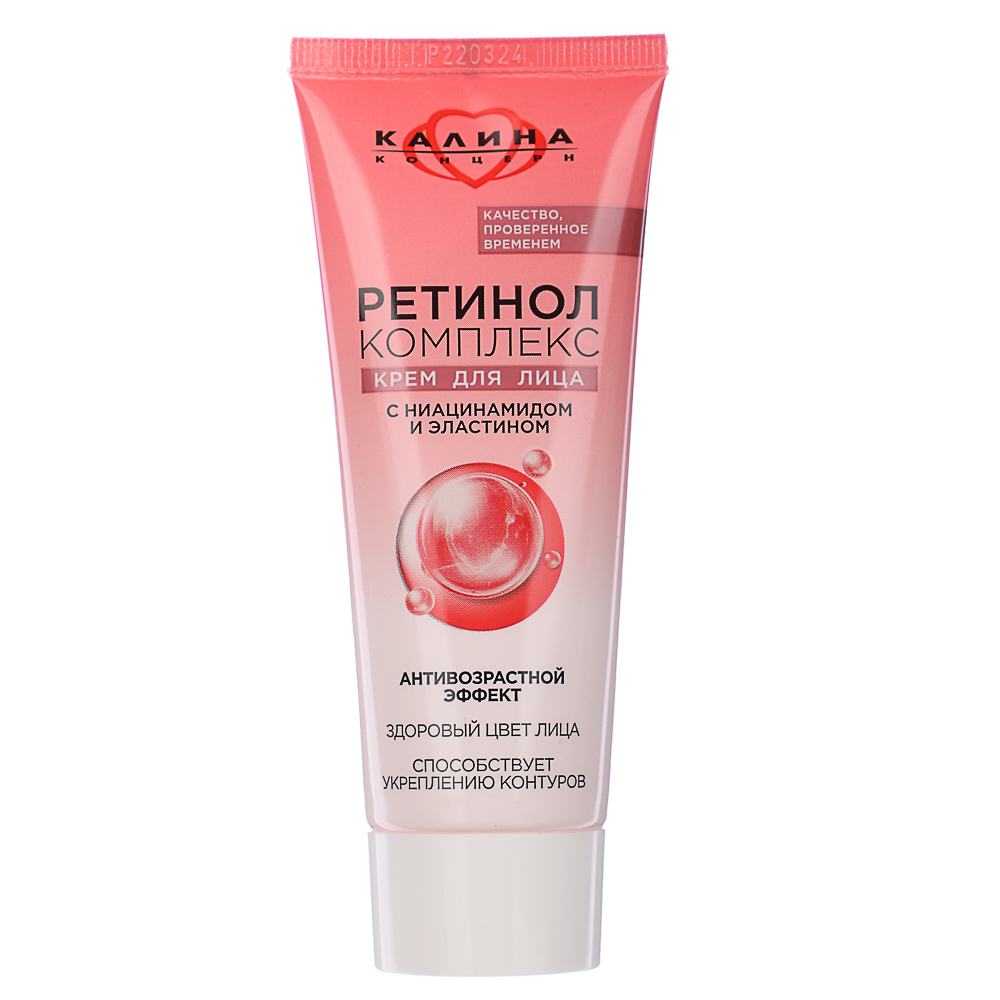 P220324
КАЛИНА
КОНЦЕРН
КАЧЕСТВО,
ПРОВЕРЕННОЕ
ВРЕМЕНЕМ
РЕТИНОЛ
КОМПЛЕКС
КРЕМ ДЛЯ ЛИЦА
С НИАЦИНАМИДОМ
И ЭЛАСТИНОМ
АНТИВОЗРАСТНОЙ
ЭФФЕКТ
ЗДОРОВЫЙ ЦВЕТ ЛИЦА
СПОСОБСТВУЕТ
УКРЕПЛЕНИЮ КОНТУРОВ